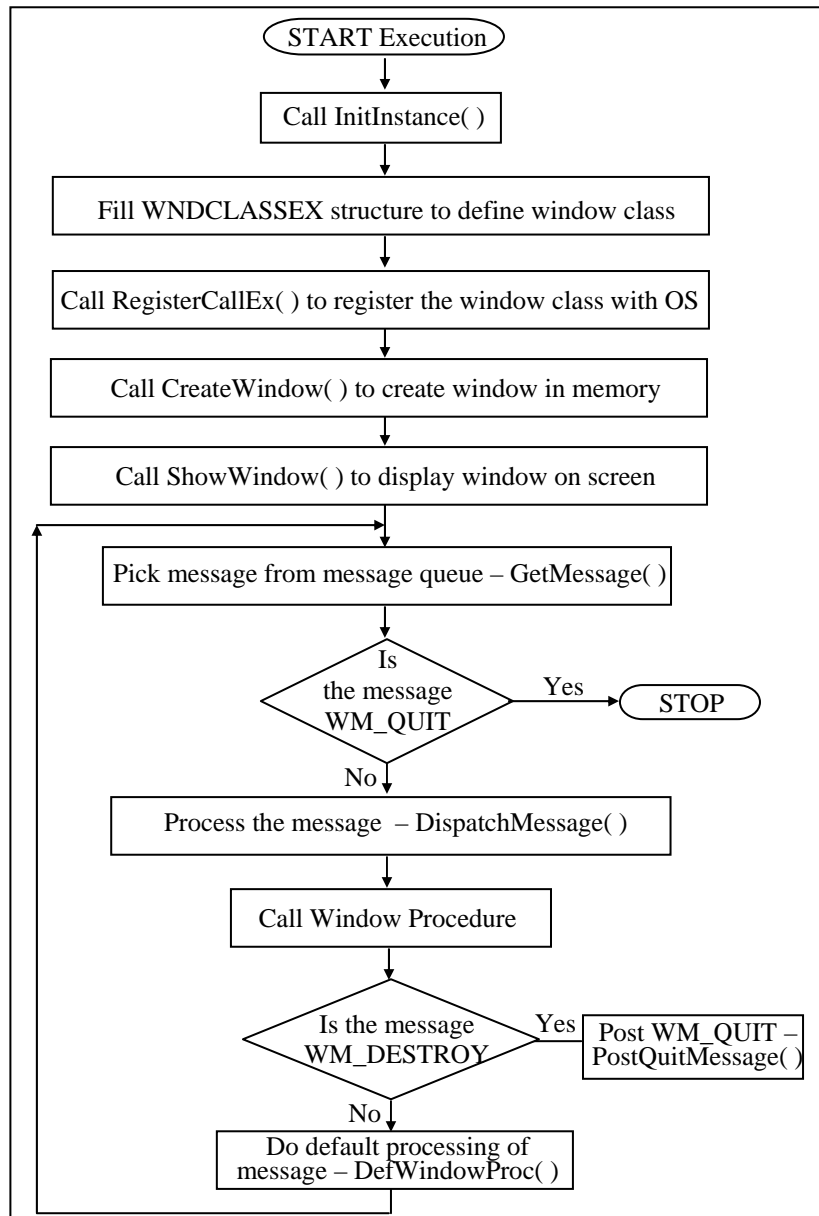 START Execution
Call InitInstance( )
Fill WNDCLASSEX structure to define window class
Call RegisterCallEx( ) to register the window class with OS
Call CreateWindow( ) to create window in memory
Call ShowWindow( ) to display window on screen
Pick message from message queue – GetMessage( )
Is
the message
WM_QUIT
Yes
STOP
No
Process the message – DispatchMessage( )
Call Window Procedure
Is the message
WM_DESTROY
Yes
Post WM_QUIT –
PostQuitMessage( )
No
Do default processing of
message – DefWindowProc( )